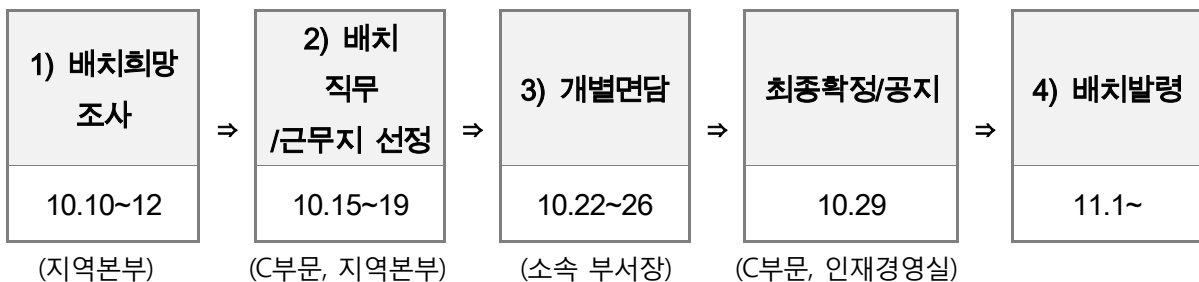 1) 배치희망
조사
⇒
2) 배치
직무
/근무지 선정
⇒
3) 개별면담
⇒
최종확정/공지
⇒
4) 배치발령
10.10~12
10.15~19
10.22~26
10.29
11.1~
(지역본부)
(C부문, 지역본부)
(소속 부서장)
(C부문, 인재경영실)